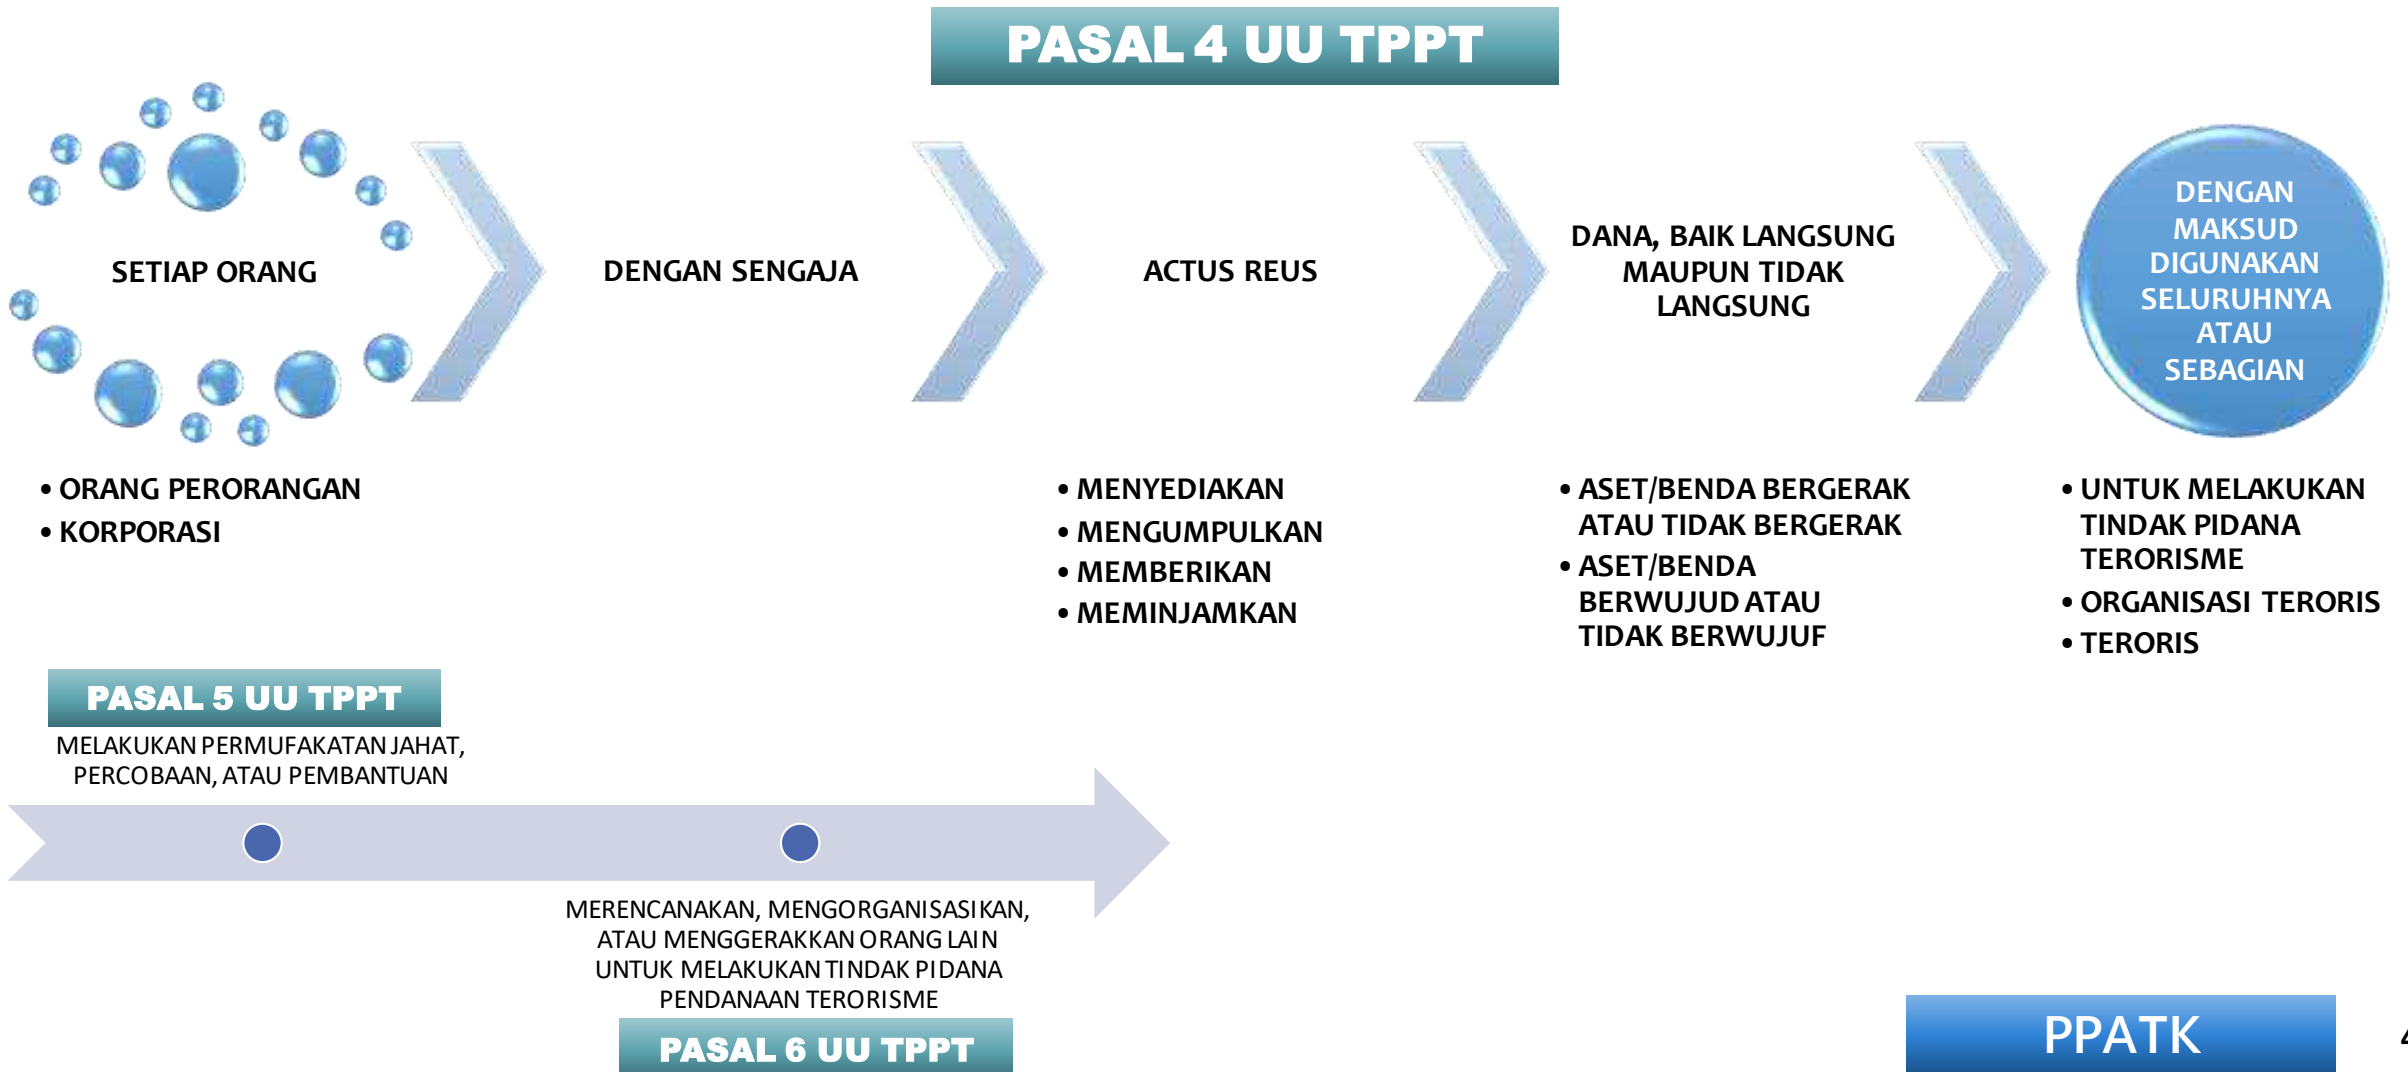 PASAL 4 UU TPPT
SETIAP ORANG
• ORANG PERORANGAN
• KORPORASI
DENGAN SENGAJA
ACTUS REUS
• MENYEDIAKAN
• MENGUMPULKAN
• MEMBERIKAN
• MEMINJAMKAN
DANA, BAIK LANGSUNG
MAUPUN TIDAK
LANGSUNG
• ASET/BENDA BERGERAK
ATAU TIDAK BERGERAK
• ASET/BENDA
BERWUJUD ATAU
TIDAK BERWUJUF
DENGAN
MAKSUD
DIGUNAKAN
SELURUHNYA
ATAU
SEBAGIAN
• UNTUK MELAKUKAN
TINDAK PIDANA
TERORISME
• ORGANISASI TERORIS
• TERORIS
PASAL 5 UU TPPT
MELAKUKAN PERMUFAKATAN JAHAT,
PERCOBAAN, ATAU PEMBANTUAN
MERENCANAKAN, MENGORGANISASIKAN,
ATAU MENGGERAKKAN ORANG LAIN
UNTUK MELAKUKAN TINDAK PIDANA
PENDANAAN TERORISME
PASAL 6 UU TPPT
PPATK